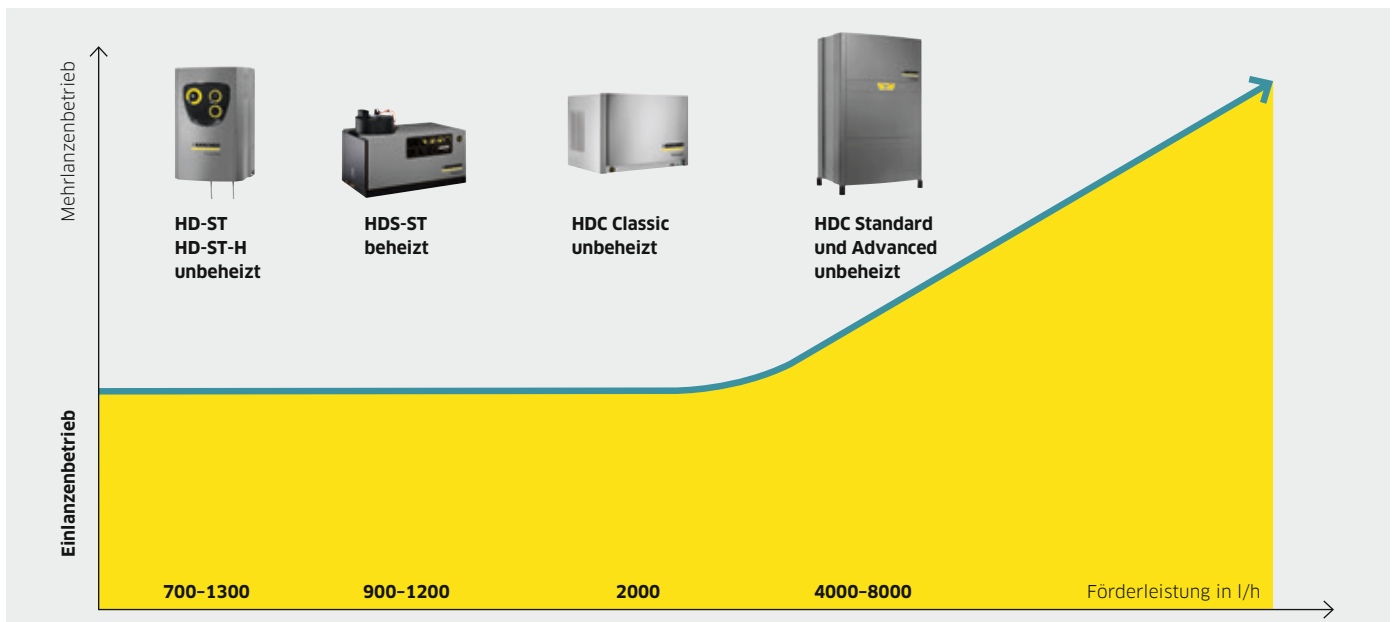 Mehrlanzenbetrieb
HD-ST
HD-ST-H
unbeheizt
HDS-ST
beheizt
HDC Classic
unbeheizt
HDC Standard
und Advanced
unbeheizt
Einlanzenbetrieb
700–1300
900–1200
2000
4000–8000
Förderleistung in l/h